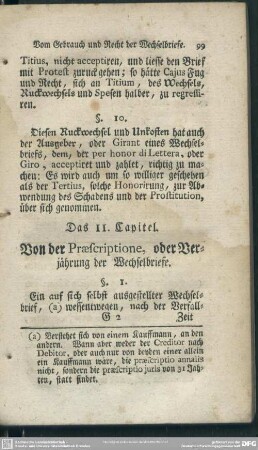 Vom Gebrauch und Recht der Wechselbriefe. 99
Titius, nicht acceptiren, und liesse den Brief
mit Protest zuruck gehen; so hätte Cajus Fug
und Recht, sich an Titium, des Wechsels,
Ruckwechsels und Spesen halder, zu regressi-
ren.
§. 10.
Diesen Ruckwechsel und Unkosten hat auch
der Ausgeber, oder Girant eines Wechsel-
briefs, dem, der per honor di Lettera, oder
Giro, acceptiert und zahlet, richtig zu ma-
chen: Es wird auch um so williger geschehen
als der Tertius, solche Honorirung, zur Ab-
wendung des Schadens und der Prostitution,
über sich genommen.
Das II. Capitel.
Von der Præscriptione, oder Ver-
jährung der Wechselbriefe.
§. 1.
Ein auf sich selbst ausgestellter Wechsel-
brief, (a) wessentwegen, nach der Verfall-
G 2 Zeit
(a) Verstehet sich von einem Kauffmann, an den
andern. Wann aber weder der Creditor nach
Debitor, oder auch nur von beyden einer allein
ein Kauffmann wäre, die præscriptio annalis
nicht, sondern die præscriptio juris von 31 Jah-
ren, statt findet.